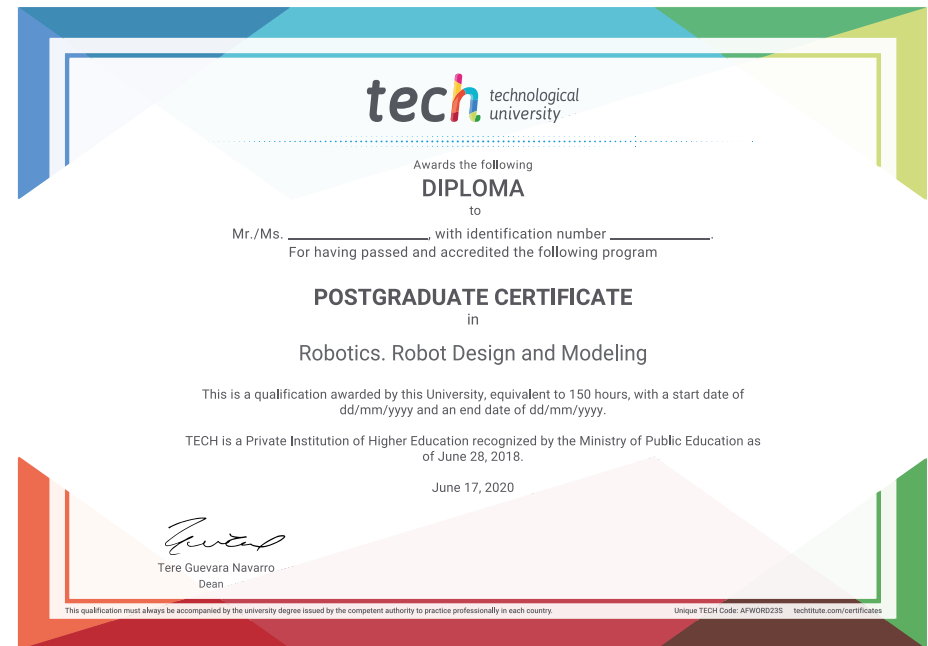 tech technological
university
Awards the following
DIPLOMA
to
Mr./Ms. ____________________, with identification number ______________.
For having passed and accredited the following program
POSTGRADUATE CERTIFICATE
in
Robotics. Robot Design and Modeling
This is a qualification awarded by this University, equivalent to 150 hours, with a start date of
dd/mm/yyyy and an end date of dd/mm/yyyy.
TECH is a Private Institution of Higher Education recognized by the Ministry of Public Education as
of June 28, 2018.
June 17, 2020
Tere Guevara Navarro
Dean
This qualification must always be accompanied by the university degree issued by the competent authority to practice professionally in each country. Unique TECH Code: AFWORD23S techtitute.com/certificates